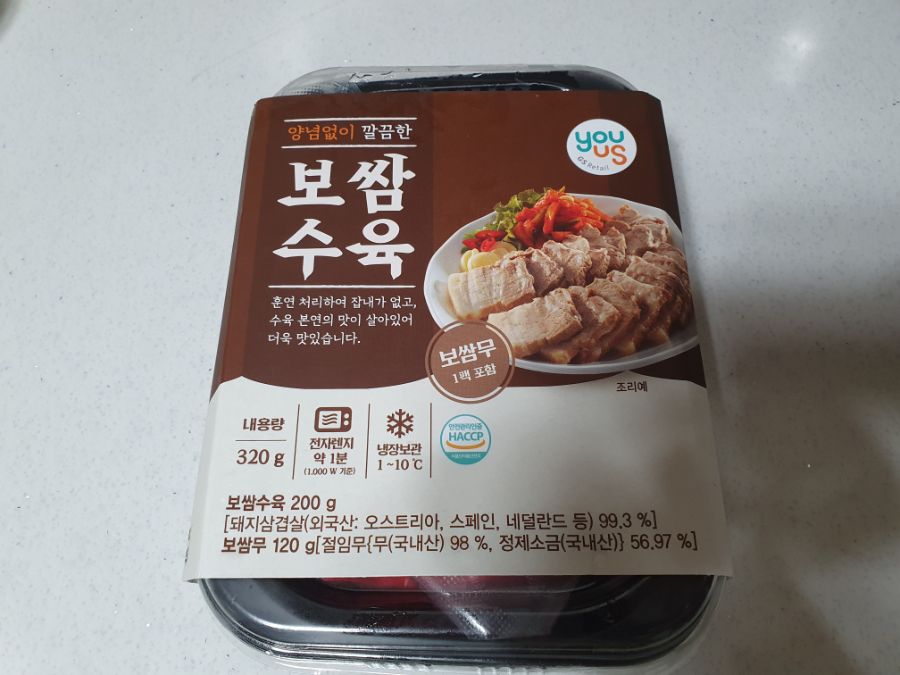 양념없이 깔끔한
보쌈
수육
훈연 처리하여 잡내가 없고,
수육 본연의 맛이 살아있어
더욱 맛있습니다.
you
us
GS Retail
보쌈무
1팩 포함
조리예
내용량
320 g
전자렌지
약 1분
(1,000 W 기준)
냉장보관
1~10℃
안전관리인증
HACCP
보쌈수육 200 g
[돼지삼겹살(외국산: 오스트리아, 스페인, 네덜란드 등) 99.3 %]
보쌈무 120 g[절임무{무(국내산) 98 %, 정제소금(국내산)} 56.97 %]